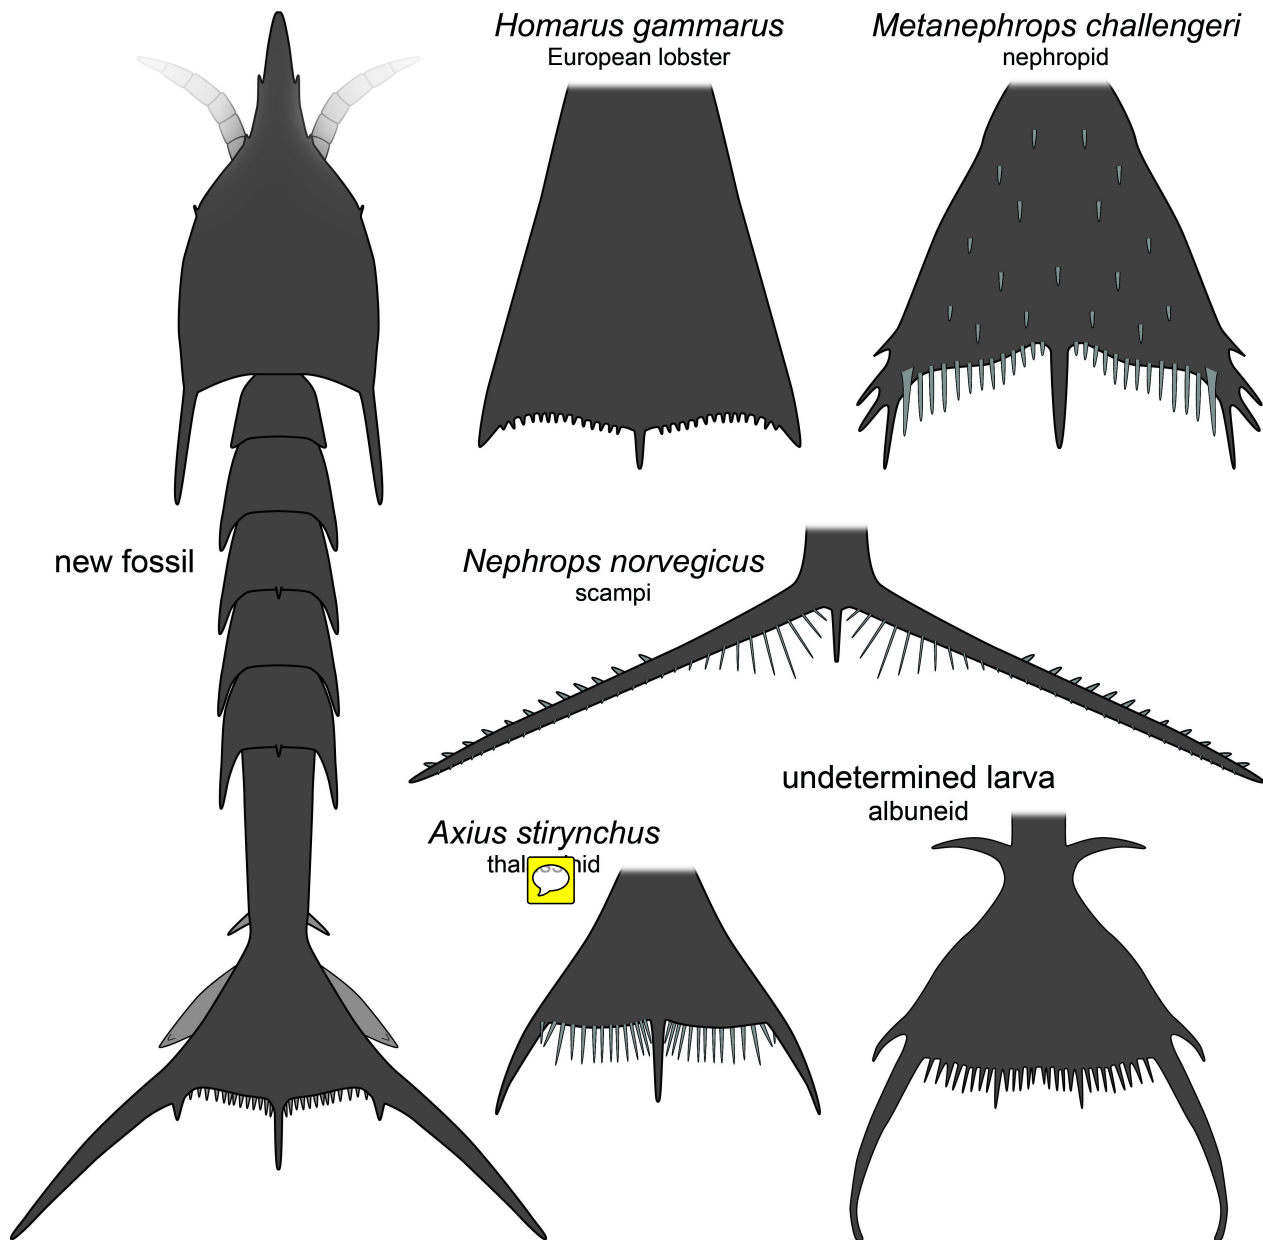 Homarus gammarus
European lobster
Metanephrops challengeri
nephropid
new fossil
Nephrops norvegicus
scampi
undetermined larva
albuneid
Axius stirynchus